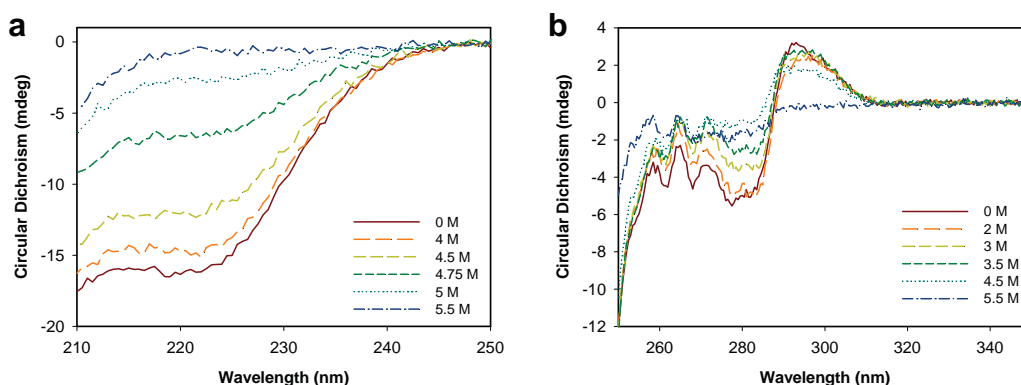 a
Circular Dichroism (mdeg)
0
-5
-10
-15
-20
210
220
230
240
250
Wavelength (nm)
0 M
4 M
4.5 M
4.75 M
5 M
5.5 M
b
Circular Dichroism (mdeg)
4
2
0
-2
-4
-6
-8
-10
-12
260
280
300
320
340
Wavelength (nm)
0 M
2 M
3 M
3.5 M
4.5 M
5.5 M